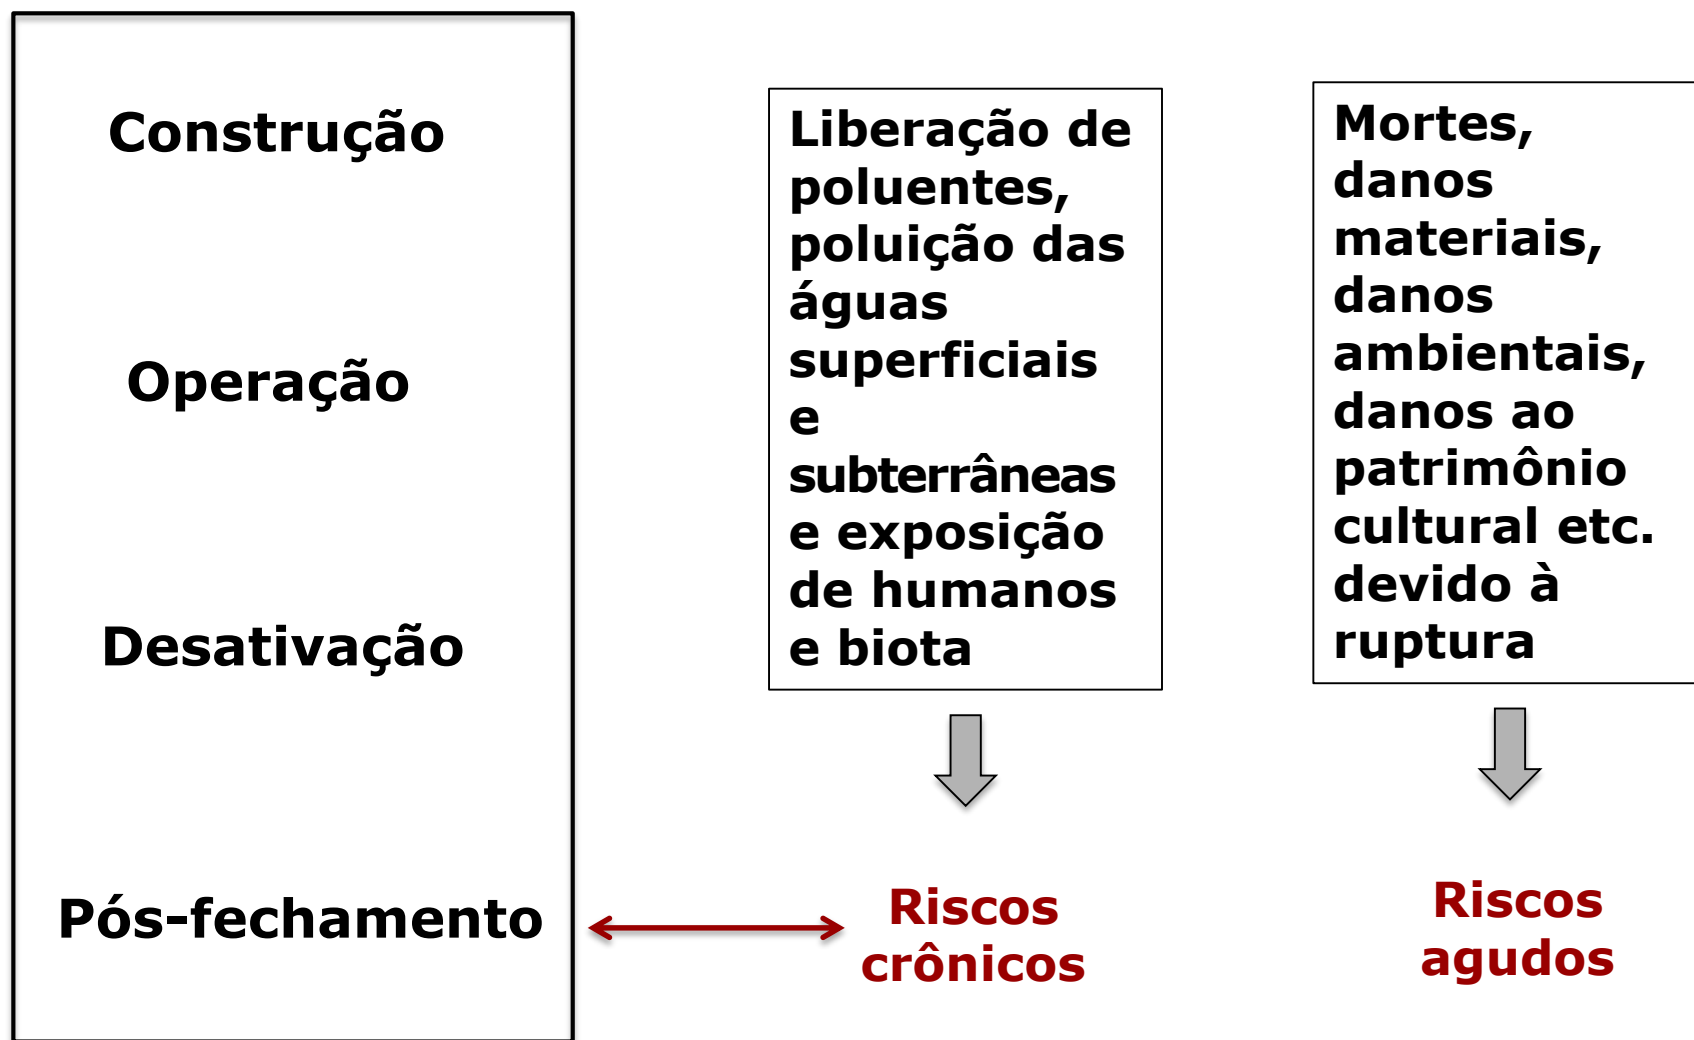 Construção
Operação
Desativação
Pós-fechamento
Liberação de
poluentes,
poluição das
águas
superficiais
e
subterrâneas
e exposição
de humanos
e biota
Riscos
crônicos
Mortes,
danos
materiais,
danos
ambientais,
danos ao
patrimônio
cultural etc.
devido à
ruptura
Riscos
agudos